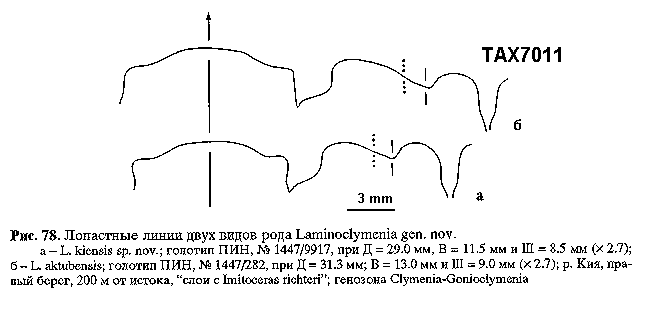 TAX7011
б
а
3 mm
Рис. 78. Лопастные линии двух видов рода Laminoclymenia gen. nov.
а – L. kiensis sp. nov.; голотип ПИН, № 1447/9917, при Д = 29.0 мм, В = 11.5 мм и Ш = 8.5 мм (× 2.7);
б – L. aktubensis; голотип ПИН, № 1447/282, при Д = 31.3 мм; В = 13.0 мм и Ш = 9.0 мм (× 2.7); р. Кия, пра-
вый берег, 200 м от истока, “слои с Imitoceras richteri”; генозона Clymenia-Gonioclymenia